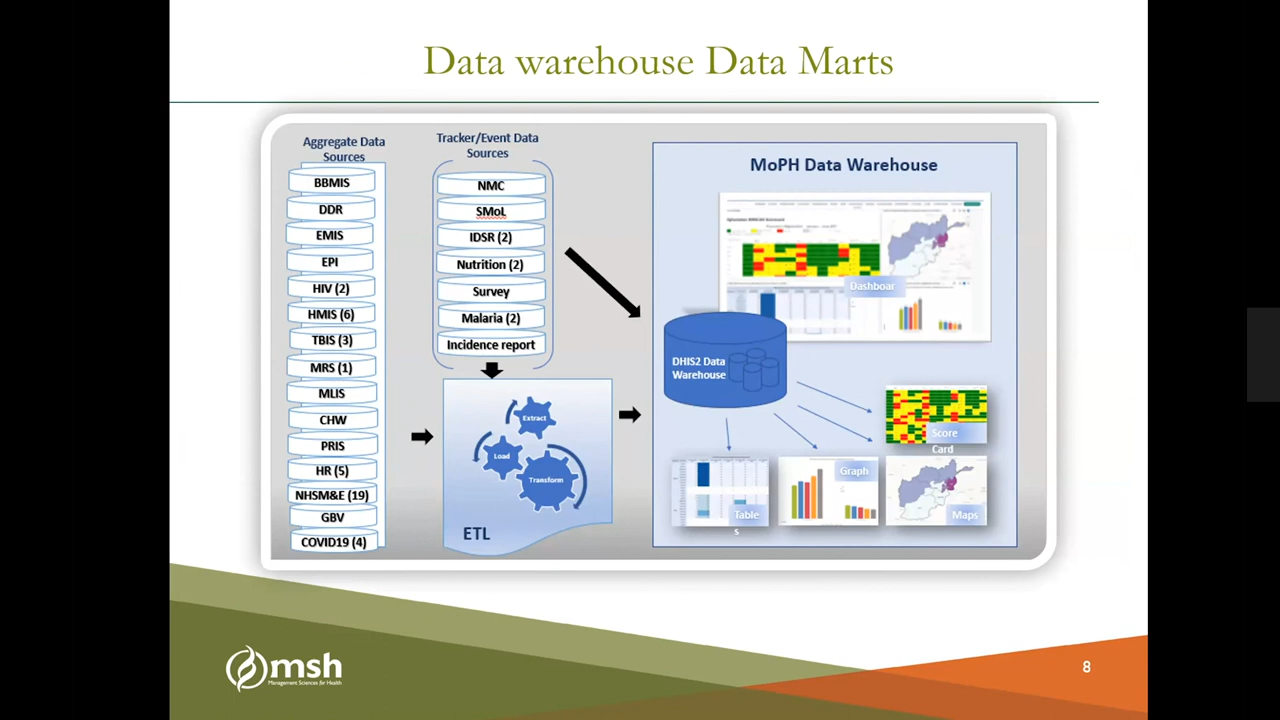 Data warehouse Data Marts
Aggregate Data
Sources
BBMIS
DDR
EMIS
EPI
HIV (2)
HMIS (6)
TBIS (3)
MRS (1)
MLIS
CHW
PRIS
HR (5)
NHSM&E (19)
GBV
COVID19 (4)
Tracker/Event Data
Sources
NMC
SMoL
IDSR (2)
Nutrition (2)
Survey
Malaria (2)
Incidence report
Extract
Load
Transform
ETL
MoPH Data Warehouse
Dashboar
DHIS2 Data
Warehouse
Score
Card
Table
s
Graph
Maps
msh
Management Sciences for Health
8